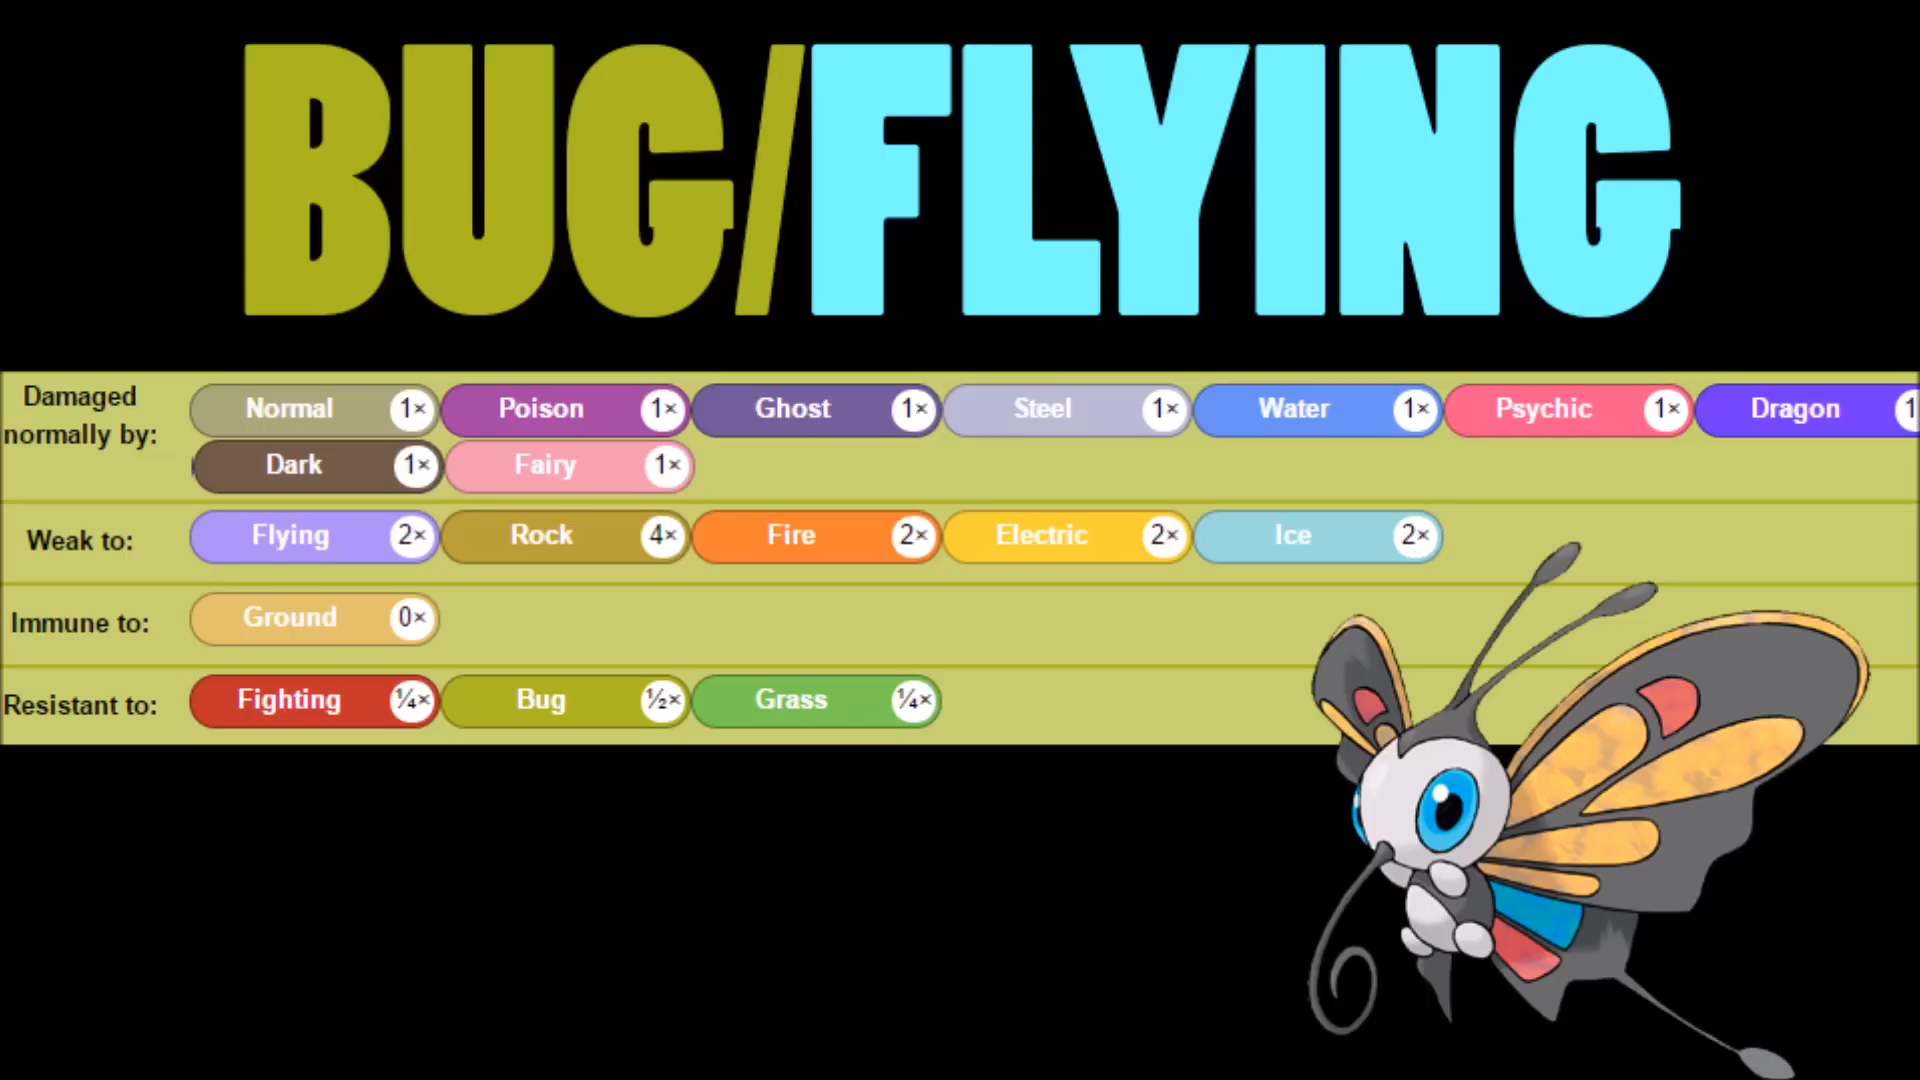 BUG/FLYING
Damaged normally by:
Normal 1× Poison 1× Ghost 1× Steel 1× Water 1× Psychic 1× Dragon 1
Dark 1× Fairy 1×
Weak to: Flying 2× Rock 4× Fire 2× Electric 2× Ice 2×
Immune to: Ground 0×
Resistant to: Fighting ¼× Bug ½× Grass ¼×